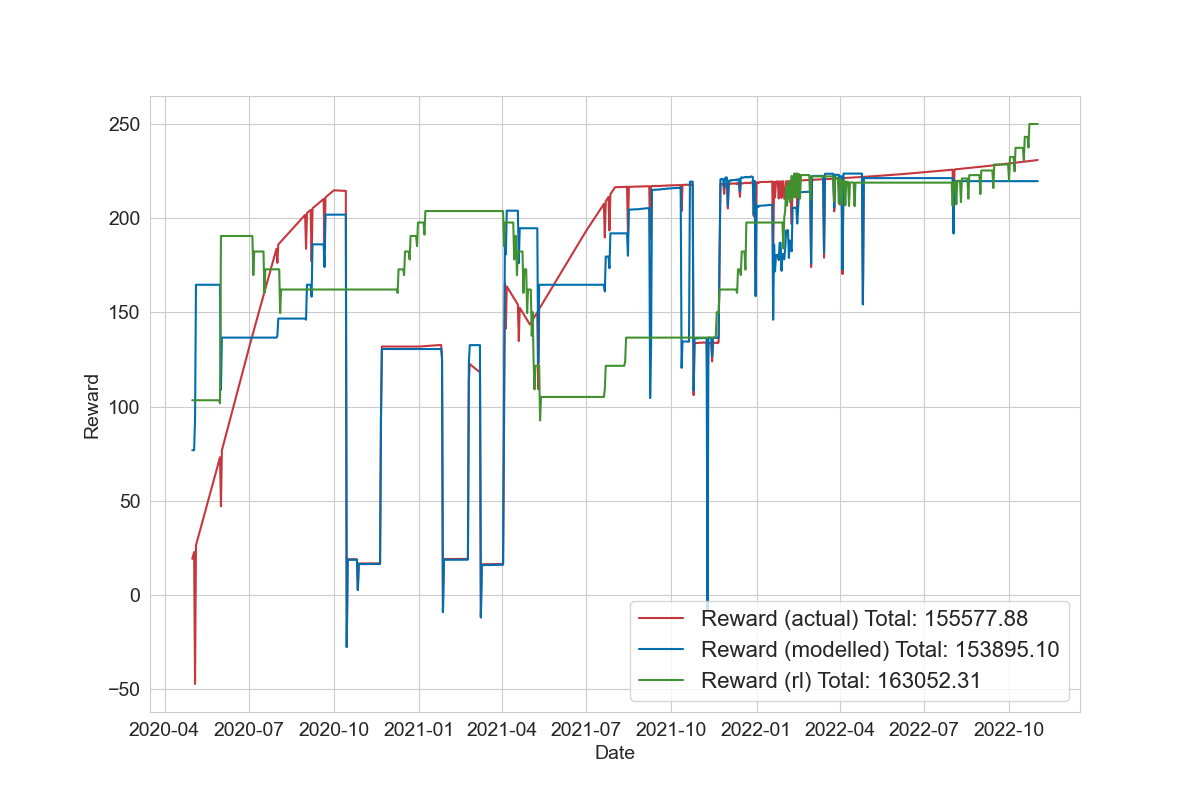 250
200
150
100
50
0
−50
Reward
Reward (actual) Total: 155577.88
Reward (modelled) Total: 153895.10
Reward (rl) Total: 163052.31
2020-04 2020-07 2020-10 2021-01 2021-04 2021-07 2021-10 2022-01 2022-04 2022-07 2022-10
Date